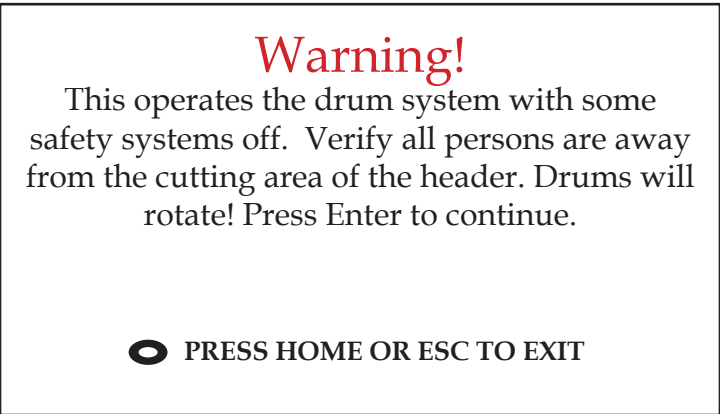 Warning!
This operates the drum system with some
safety systems off.  Verify all persons are away
from the cutting area of the header. Drums will
rotate! Press Enter to continue.
PRESS HOME OR ESC TO EXIT